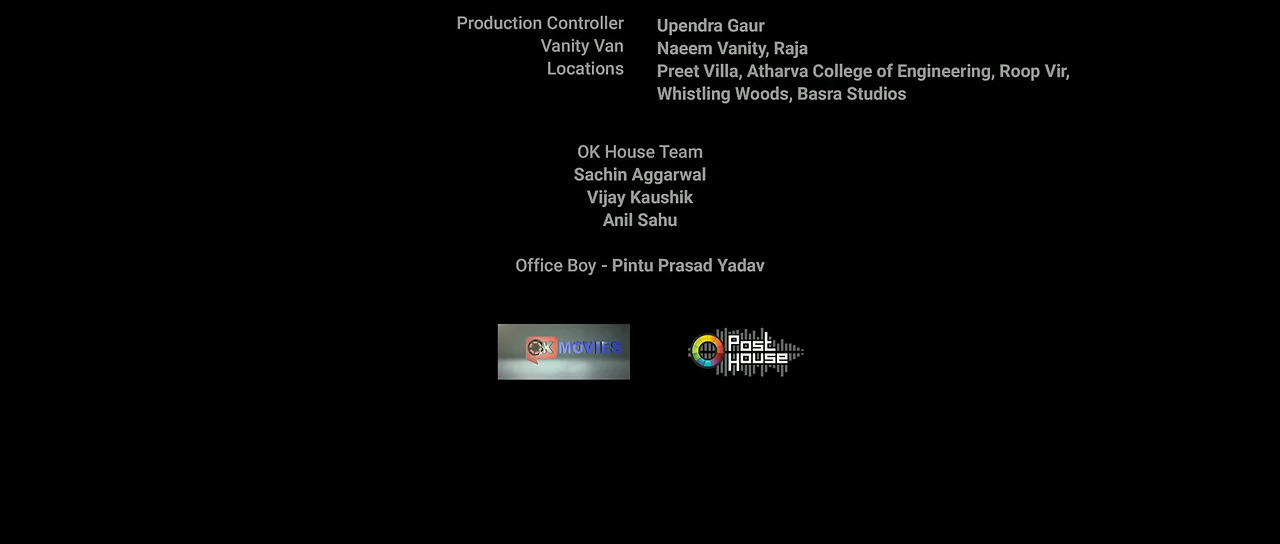 Production Controller Upendra Gaur
Vanity Van Naeem Vanity, Raja
Locations Preet Villa, Atharva College of Engineering, Roop Vir,
Whistling Woods, Basra Studios
OK House Team
Sachin Aggarwal
Vijay Kaushik
Anil Sahu
Office Boy - Pintu Prasad Yadav
OK MOVIES
Post
House